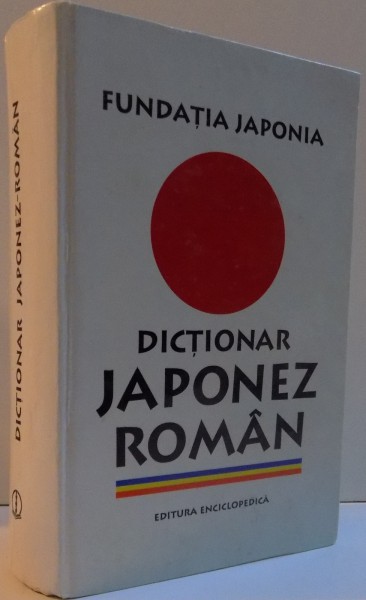 FUNDAȚIA JAPONIA
DICȚIONAR
JAPONEZ
ROMÂN
EDITURA ENCICLOPEDICĂ
DICȚIONAR JAPONEZ-ROMÂN